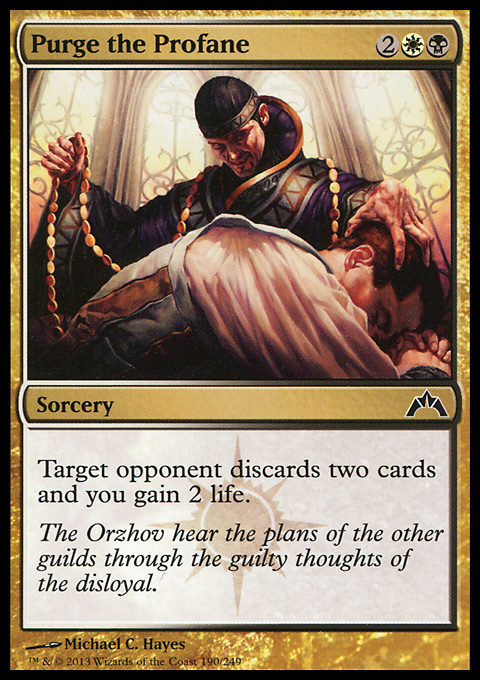 Purge the Profane 2
Sorcery
Target opponent discards two cards
and you gain 2 life.
The Orzhov hear the plans of the other
guilds through the guilty thoughts of
the disloyal.
Michael C. Hayes
™ & © 2013 Wizards of the Coast 190/249